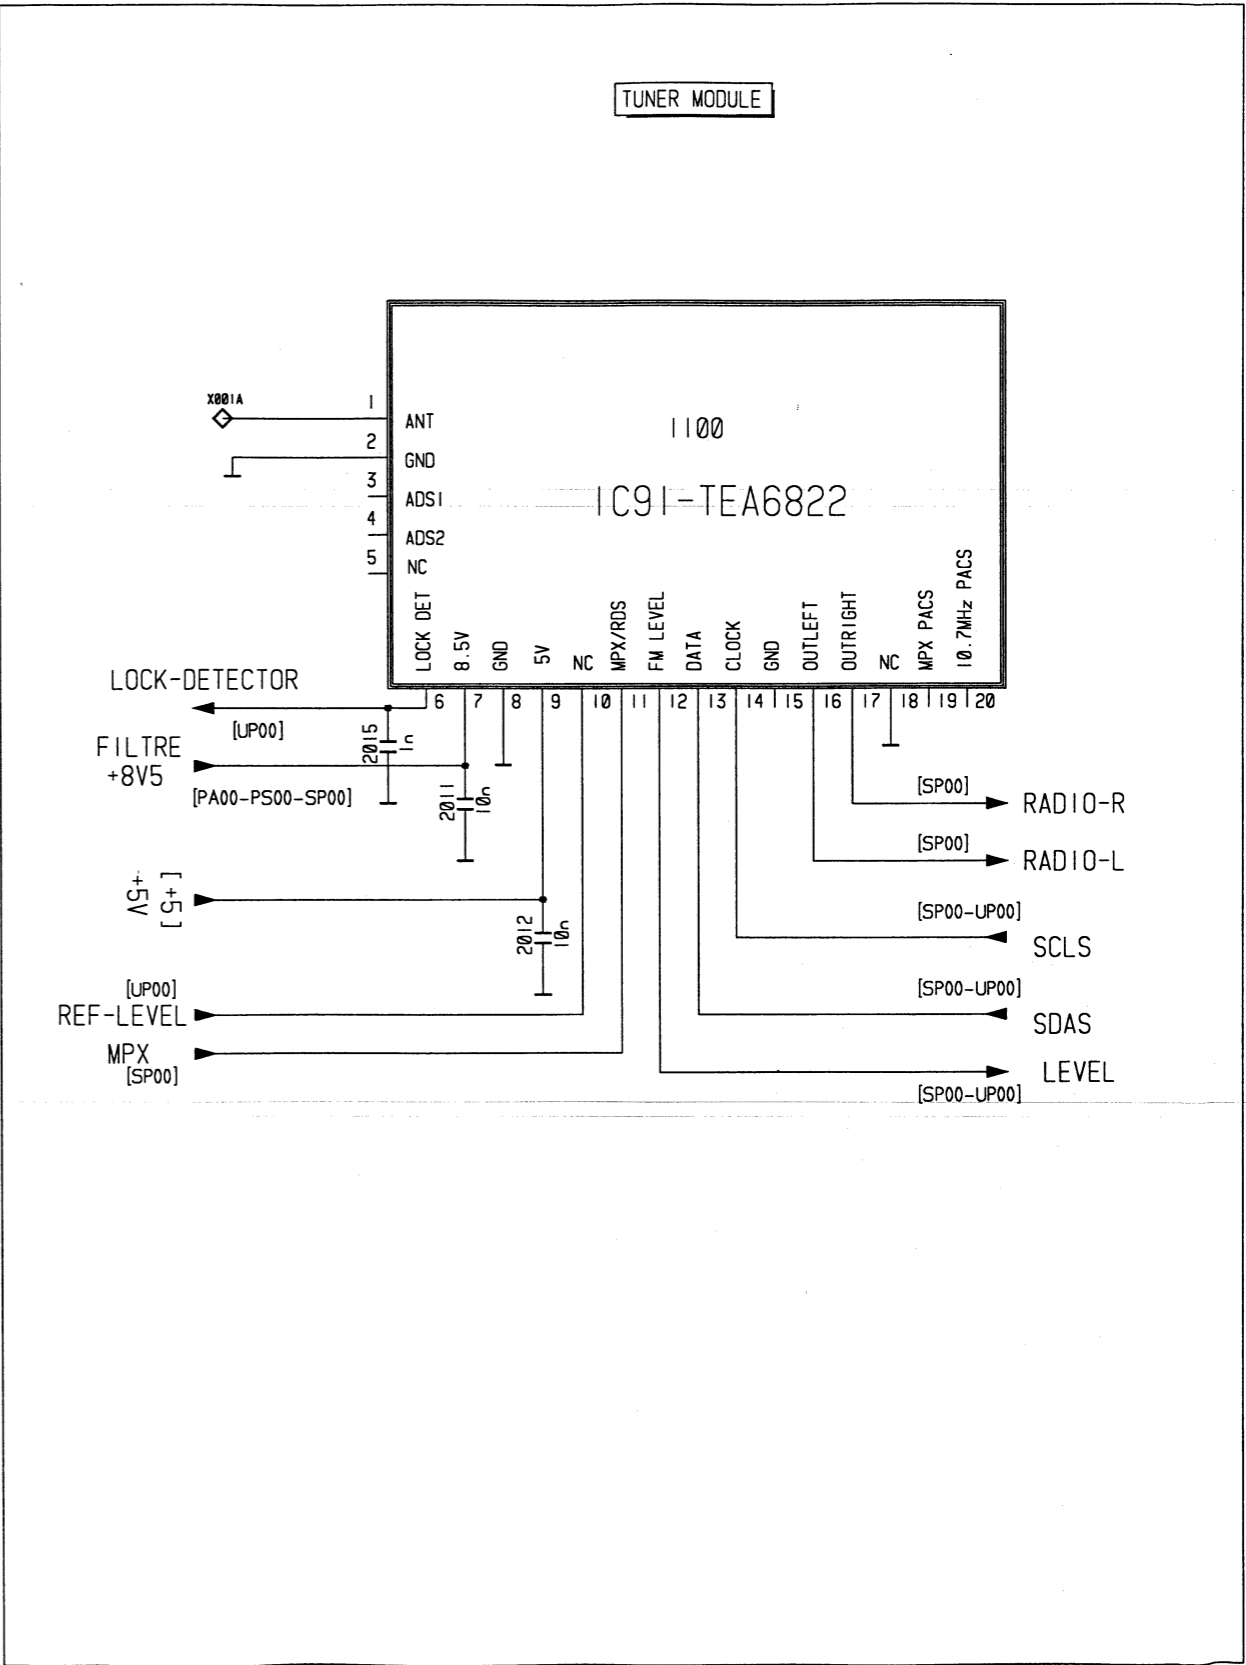 TUNER MODULE
X001A
1
ANT
2
GND
3
ADS1
4
ADS2
5
NC
1100
IC91-TEA6822
LOCK DET
8.5V
GND
5V
NC
MPX/RDS
FM LEVEL
DATA
CLOCK
GND
OUTLEFT
OUTRIGHT
NC
MPX PACS
10.7MHz PACS
6 7 8 9 10 11 12 13 14 15 16 17 18 19 20
LOCK-DETECTOR
[UP00]
2015
1n
FILTRE
+8V5
[PA00-PS00-SP00]
2011
10n
[+5]
+5V
2012
10n
[UP00]
REF-LEVEL
MPX
[SP00]
[SP00]
RADIO-R
[SP00]
RADIO-L
[SP00-UP00]
SCLS
[SP00-UP00]
SDAS
LEVEL
[SP00-UP00]